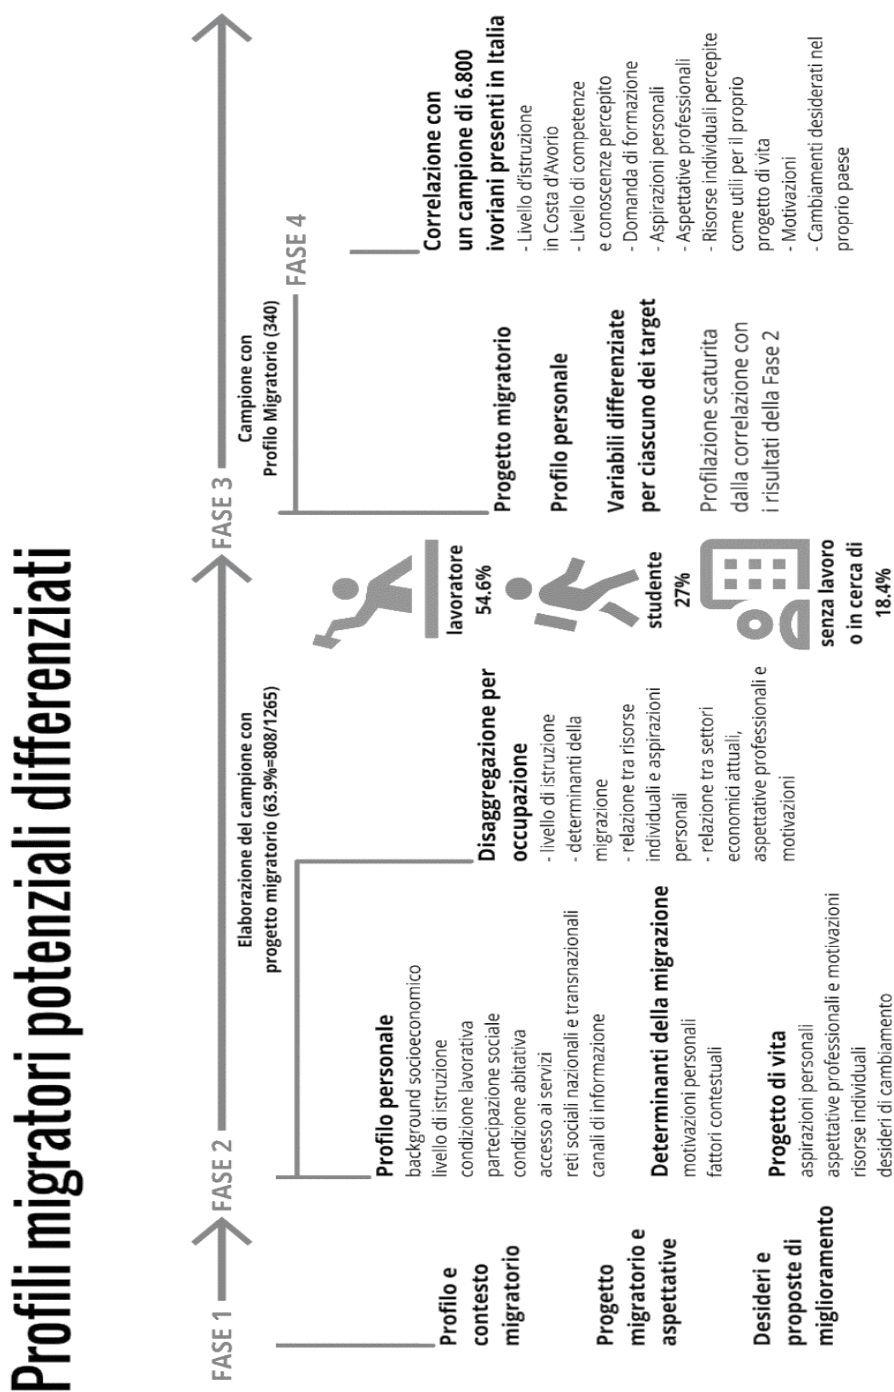 Profili migratori potenziali differenziati
FASE 1
Profilo e
contesto
migratorio
Progetto
migratorio e
aspettative
Desideri e
proposte di
miglioramento
FASE 2
Elaborazione del campione con
progetto migratorio (63.9%=808/1265)
Profilo personale
background socioeconomico
livello di istruzione
condizione lavorativa
partecipazione sociale
condizione abitativa
accesso ai servizi
reti sociali nazionali e transnazionali
canali di informazione
Determinanti della migrazione
motivazioni personali
fattori contestuali
Progetto di vita
aspirazioni personali
aspettative professionali e motivazioni
risorse individuali
desideri di cambiamento
Disaggregazione per
occupazione
- livello di istruzione
- determinanti della
migrazione
- relazione tra risorse
individuali e aspirazioni
personali
- relazione tra settori
economici attuali,
aspettative professionali e
motivazioni
lavoratore
54.6%
studente
27%
senza lavoro
o in cerca di
18.4%
FASE 3
Campione con
Profilo Migratorio (340)
Progetto migratorio
Profilo personale
Variabili differenziate
per ciascuno dei target
Profilazione scaturita
dalla correlazione con
i risultati della Fase 2
FASE 4
Correlazione con
un campione di 6.800
ivoriani presenti in Italia
- Livello d'istruzione
in Costa d'Avorio
- Livello di competenze
e conoscenze percepito
- Domanda di formazione
- Aspirazioni personali
- Aspettative professionali
- Risorse individuali percepite
come utili per il proprio
progetto di vita
- Motivazioni
- Cambiamenti desiderati nel
proprio paese